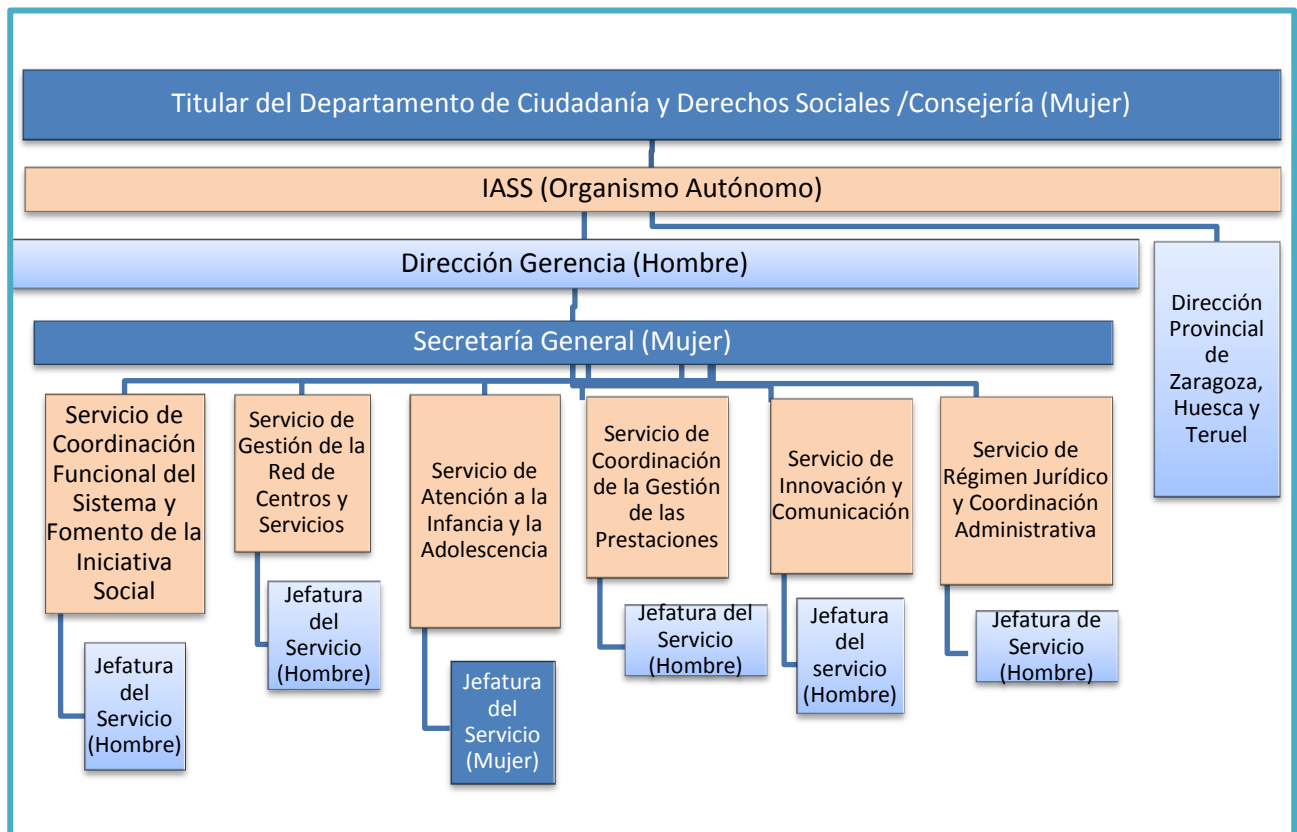 Titular del Departamento de Ciudadanía y Derechos Sociales /Consejería (Mujer)
IASS (Organismo Autónomo)
Dirección Gerencia (Hombre)
Dirección
Provincial
de
Zaragoza,
Huesca y
Teruel
Secretaría General (Mujer)
Servicio de
Coordinación
Funcional del
Sistema y
Fomento de la
Iniciativa
Social
Servicio de
Gestión de la
Red de
Centros y
Servicios
Servicio de
Atención a la
Infancia y la
Adolescencia
Servicio de
Coordinación
de la Gestión
de las
Prestaciones
Servicio de
Innovación y
Comunicación
Servicio de
Régimen Jurídico
y Coordinación
Administrativa
Jefatura
del
Servicio
(Hombre)
Jefatura
del
Servicio
(Hombre)
Jefatura
del
Servicio
(Mujer)
Jefatura del
Servicio
(Hombre)
Jefatura
del
servicio
(Hombre)
Jefatura de
Servicio
(Hombre)